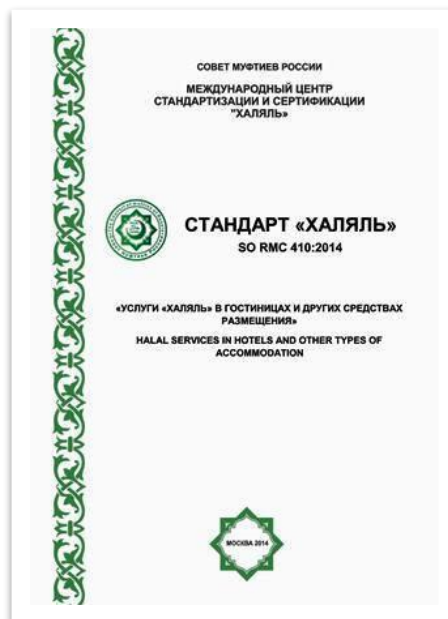 СОВЕТ МУФТИЕВ РОССИИ
МЕЖДУНАРОДНЫЙ ЦЕНТР
СТАНДАРТИЗАЦИИ И СЕРТИФИКАЦИИ
"ХАЛЯЛЬ»
СТАНДАРТ «ХАЛЯЛЬ»
SO RMC 410:2014
«УСЛУГИ «ХАЛЯЛЬ» В ГОСТИНИЦАХ И ДРУГИХ СРЕДСТВАХ
РАЗМЕЩЕНИЯ»
HALAL SERVICES IN HOTELS AND OTHER TYPES OF
ACCOMMODATION
МОСКВА 2014